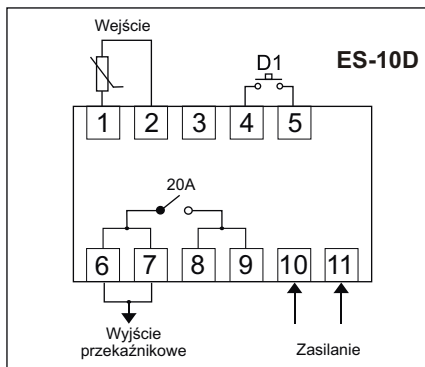 Wejście
D1
ES-10D
1 2 3 4 5
20A
6 7 8 9 10 11
Wyjście
przekaźnikowe
Zasilanie